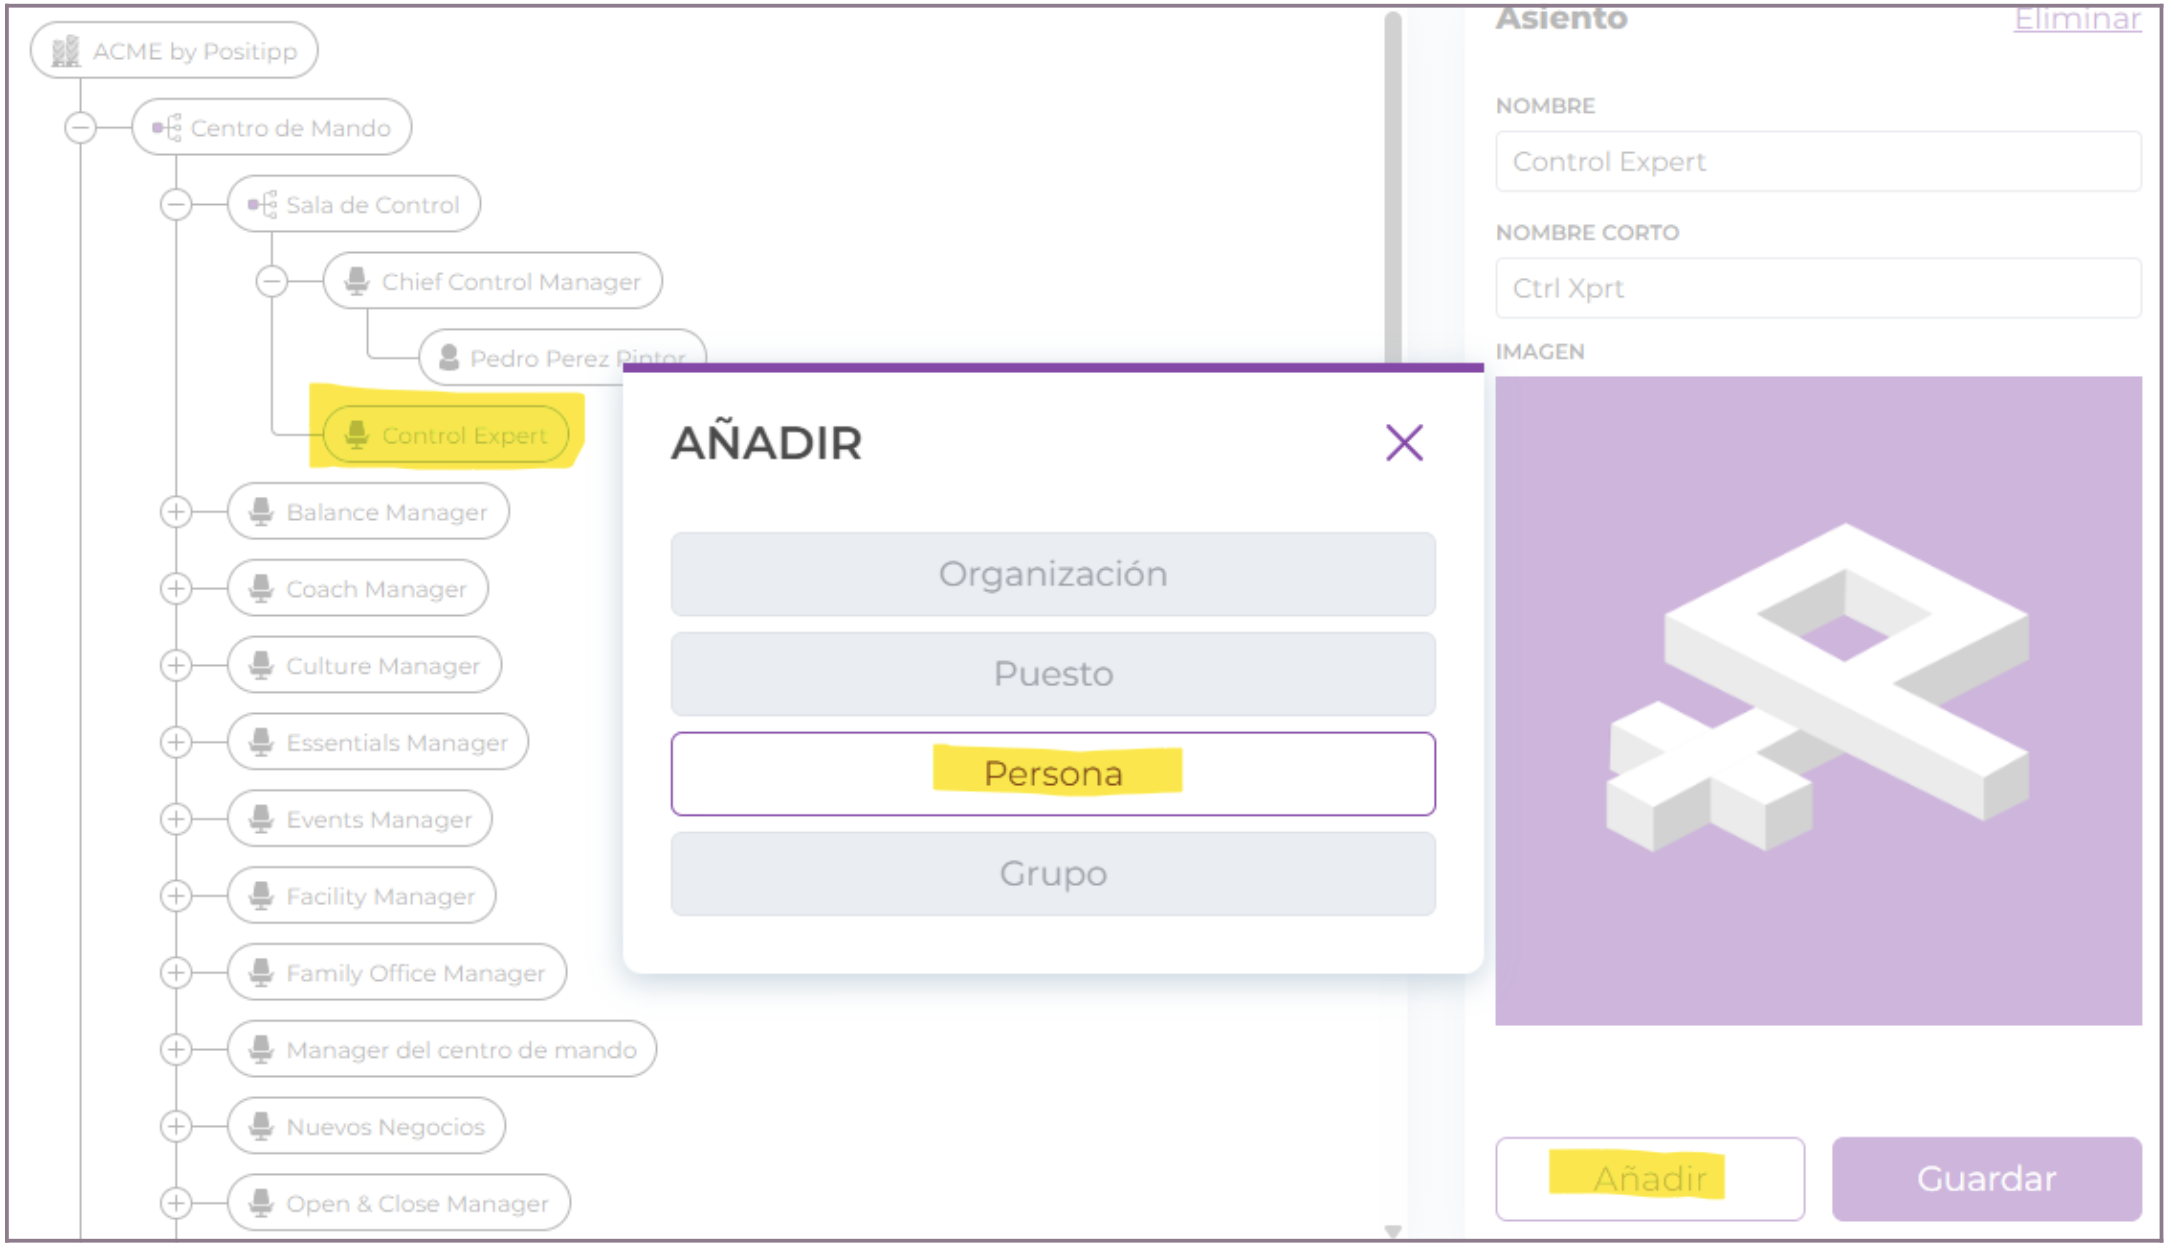 ACME by Positipp
Centro de Mando
Sala de Control
Chief Control Manager
Pedro Perez Pintor
Control Expert
Balance Manager
Coach Manager
Culture Manager
Essentials Manager
Events Manager
Facility Manager
Family Office Manager
Manager del centro de mando
Nuevos Negocios
Open & Close Manager
AÑADIR
Organización
Puesto
Persona
Grupo
Asiento
Eliminar
NOMBRE
Control Expert
NOMBRE CORTO
Ctrl Xprt
IMAGEN
Añadir
Guardar